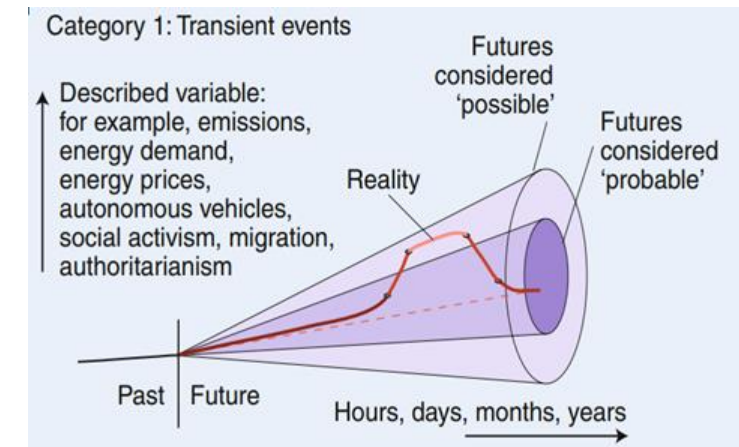 Category 1: Transient events
Futures
considered
‘possible’
Described variable:
for example, emissions,
energy demand,
energy prices,
autonomous vehicles,
social activism, migration,
authoritarianism
Futures
considered
‘probable’
Reality
Past
Future
Hours, days, months, years